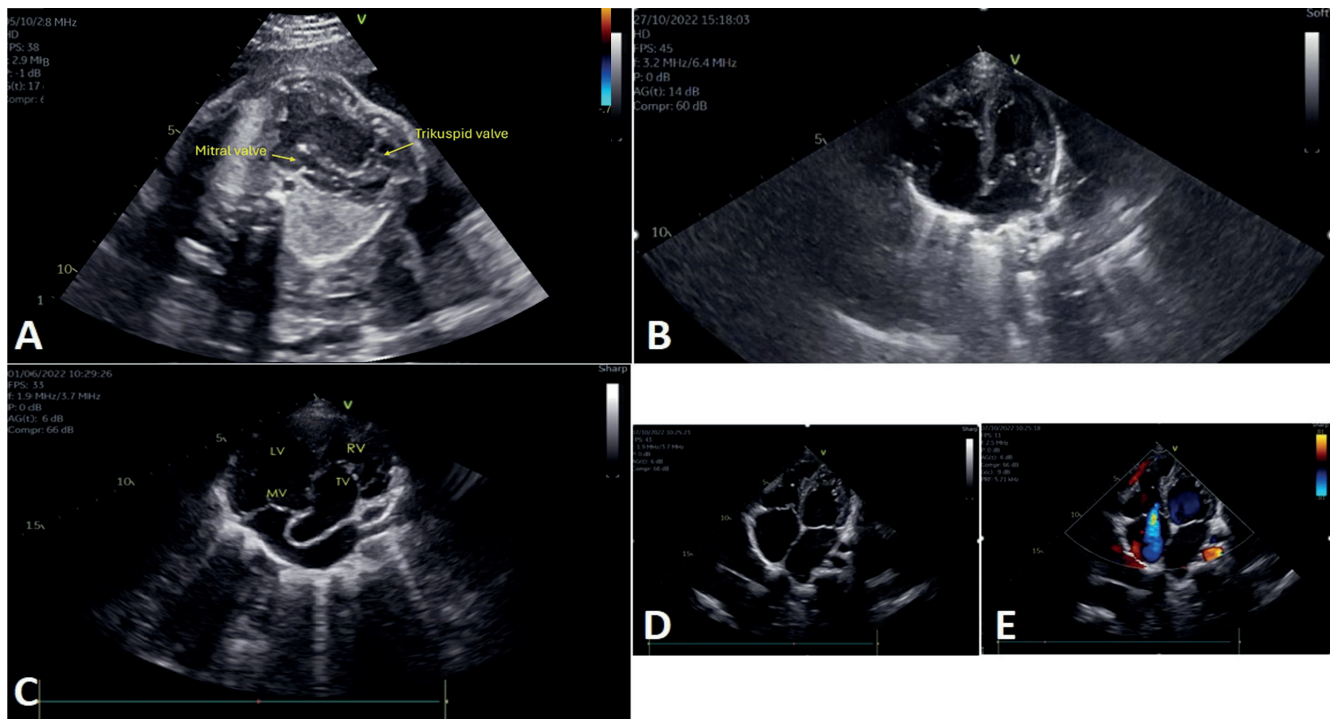 05/10/2.8 MHz
HD
FPS: 38
: 2.9 MHz
P: -1 dB
G(t): 17
Compr: 6
V
5
10
1
Mitral valve
Trikuspid valve
A
27/10/2022 15:18:03
HD
FPS: 45
f: 3.2 MHz/6.4 MHz
P: 0 dB
AG(t): 14 dB
Compr: 60 dB
V
Soft
5
10
B
01/06/2022 10:29:26
FPS: 33
f: 1.9 MHz/3.7 MHz
P: 0 dB
AG(t): 6 dB
Compr: 66 dB
V
Sharp
5
10
15
LV
RV
MV
TV
C
V
10
15
D
V
10
15
E